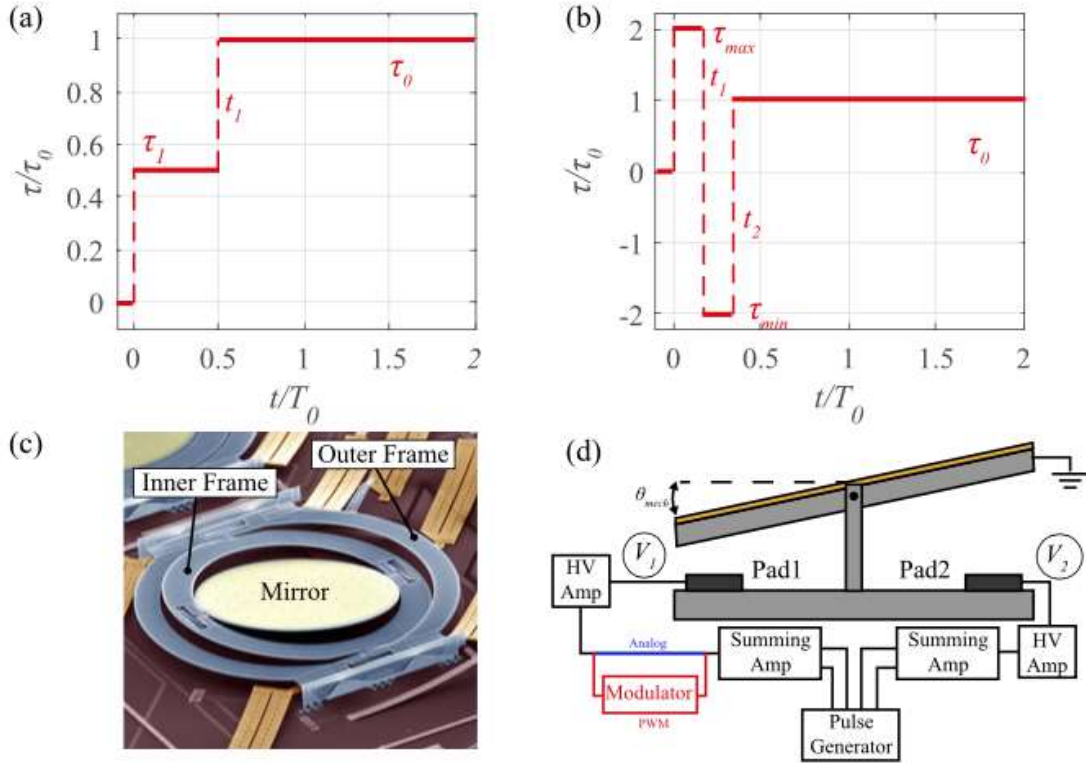 (a)
1
0.8
0.6
0.4
0.2
0
τ/τ₀
τ₁
t₁
τ₀
0
0.5
1
1.5
2
t/T₀
(b)
2
1
0
-1
-2
τ/τ₀
τmax
t₁
t₂
τmin
τ₀
0
0.5
1
1.5
2
t/T₀
(c)
Outer Frame
Inner Frame
Mirror
(d)
θmech
V₁
V₂
HV
Amp
Pad1
Pad2
Analog
Modulator
PWM
Summing
Amp
Summing
Amp
HV
Amp
Pulse
Generator